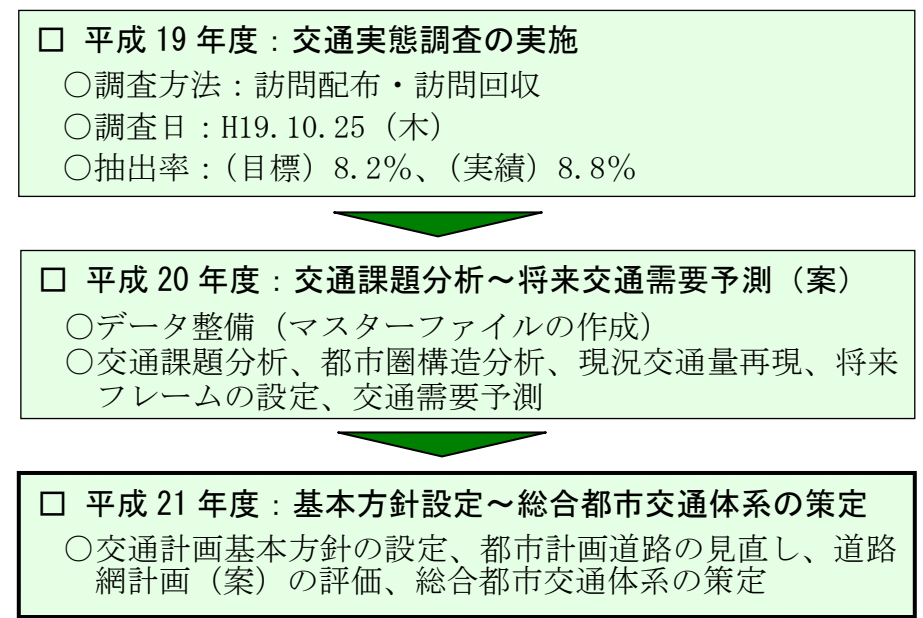 □ 平成 19 年度：交通実態調査の実施
○調査方法：訪問配布・訪問回収
○調査日：H19.10.25（木）
○抽出率：（目標）8.2％、（実績）8.8％
□ 平成 20 年度：交通課題分析～将来交通需要予測（案）
○データ整備（マスターファイルの作成）
○交通課題分析、都市圏構造分析、現況交通量再現、将来
フレームの設定、交通需要予測
□ 平成 21 年度：基本方針設定～総合都市交通体系の策定
○交通計画基本方針の設定、都市計画道路の見直し、道路
網計画（案）の評価、総合都市交通体系の策定